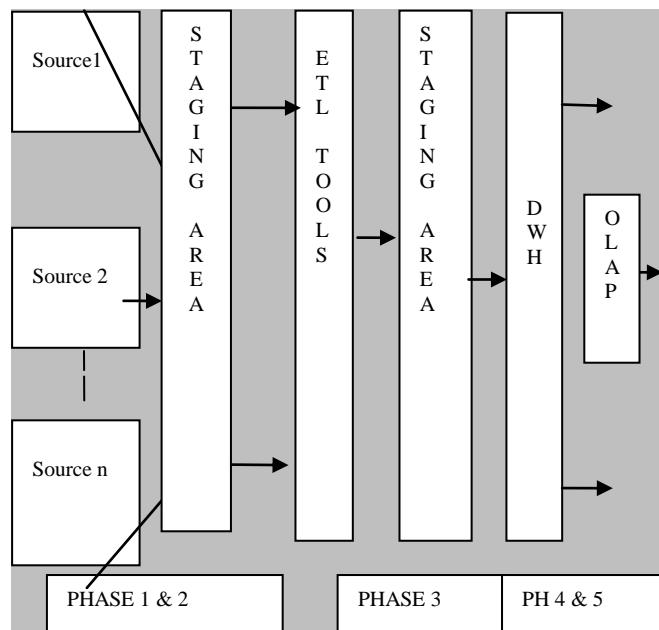 Source1
Source 2
Source n
STAGING AREA
ETL TOOLS
STAGING AREA
DWH
OLAP
PHASE 1 & 2
PHASE 3
PH 4 & 5